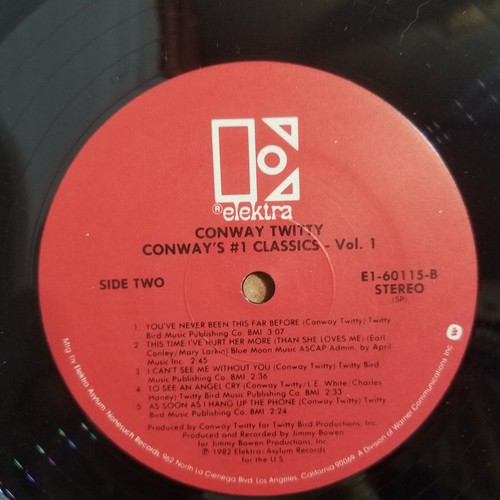 ® elektra
CONWAY TWITTY
CONWAY'S #1 CLASSICS - Vol. 1
SIDE TWO
E1-60115-B
STEREO
(SP)
1 YOU'VE NEVER BEEN THIS FAR BEFORE (Conway Twitty) Twitty
Bird Music Publishing Co. BMI 3:07
2 THIS TIME I'VE HURT HER MORE (THAN SHE LOVES ME) (Earl
Conley/Mary Larkin) Blue Moon Music ASCAP Admin. by April
Music Inc. 2:45
3 I CAN'T SEE ME WITHOUT YOU (Conway Twitty) Twitty Bird
Music Publishing Co. BMI 2:36
4 TO SEE AN ANGEL CRY (Conway Twitty/L.E. White/Charles
Haney) Twitty Bird Music Publishing Co. BMI 2:33
5 AS SOON AS I HANG UP THE PHONE (Conway Twitty) Twitty
Bird Music Publishing Co. BMI 2:24
Produced by Conway Twitty for Twitty Bird Productions, Inc.
Produced and Recorded by Jimmy Bowen
for Jimmy Bowen Productions, Inc.
℗ 1982 Elektra/Asylum Records
for the U.S.
Mfg. by Elektra/Asylum/Nonesuch Records, 962 North La Cienega Blvd., Los Angeles, California 90069. A Division of Warner Communications Inc.